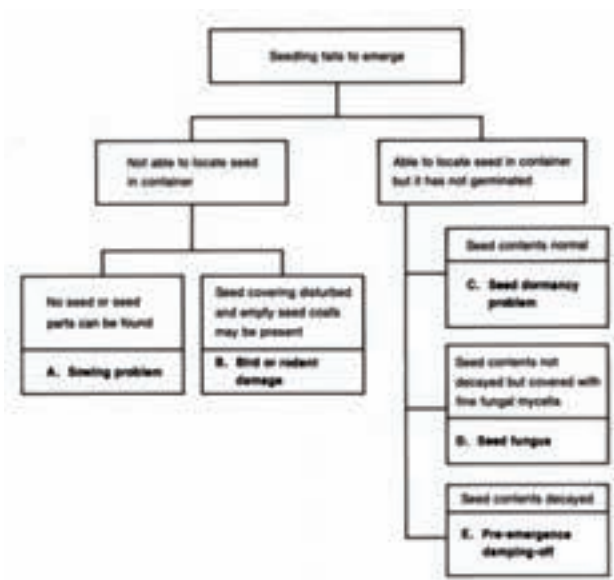 Seedling fails to emerge
Not able to locate seed
in container
Able to locate seed in container
but it has not germinated
No seed or seed
parts can be found
A. Sowing problem
Seed covering disturbed
and empty seed coats
may be present
B. Bird or rodent
damage
Seed contents normal
C. Seed dormancy
problem
Seed contents not
decayed but covered with
fine fungal mycelia
D. Seed fungus
Seed contents decayed
E. Pre-emergence
damping-off